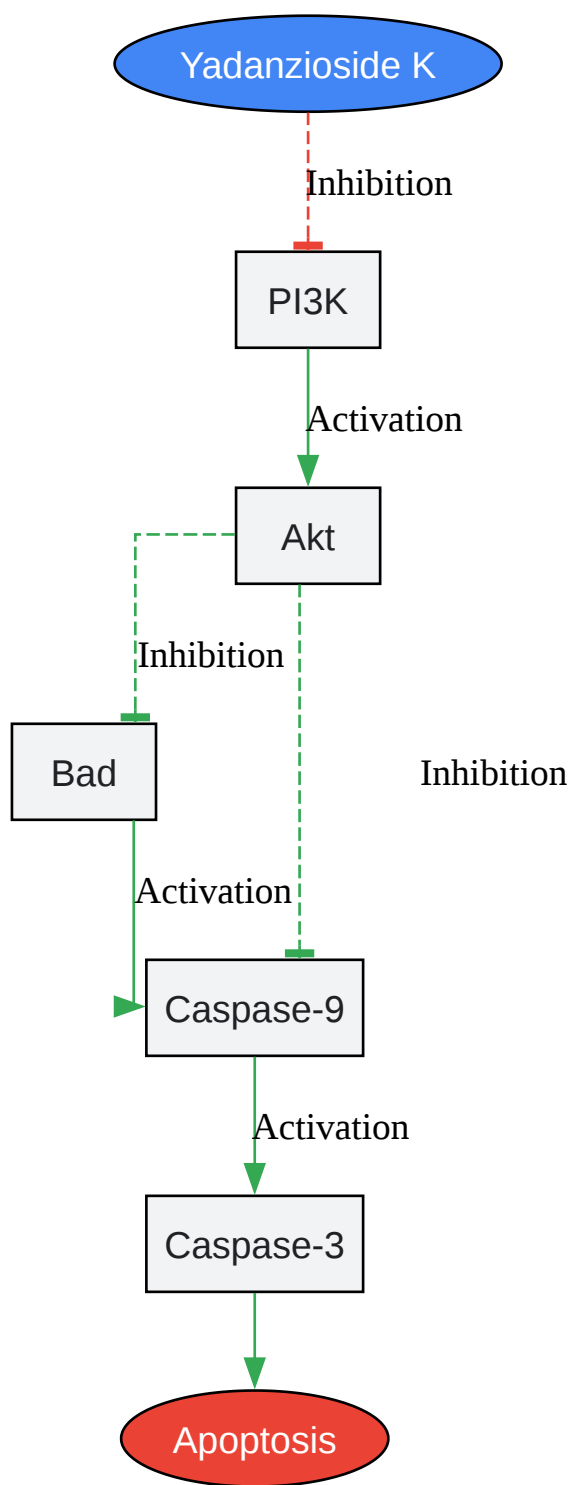 Yadanzioside K
Inhibition
PI3K
Activation
Akt
Inhibition
Bad
Inhibition
Activation
Caspase-9
Activation
Caspase-3
Apoptosis